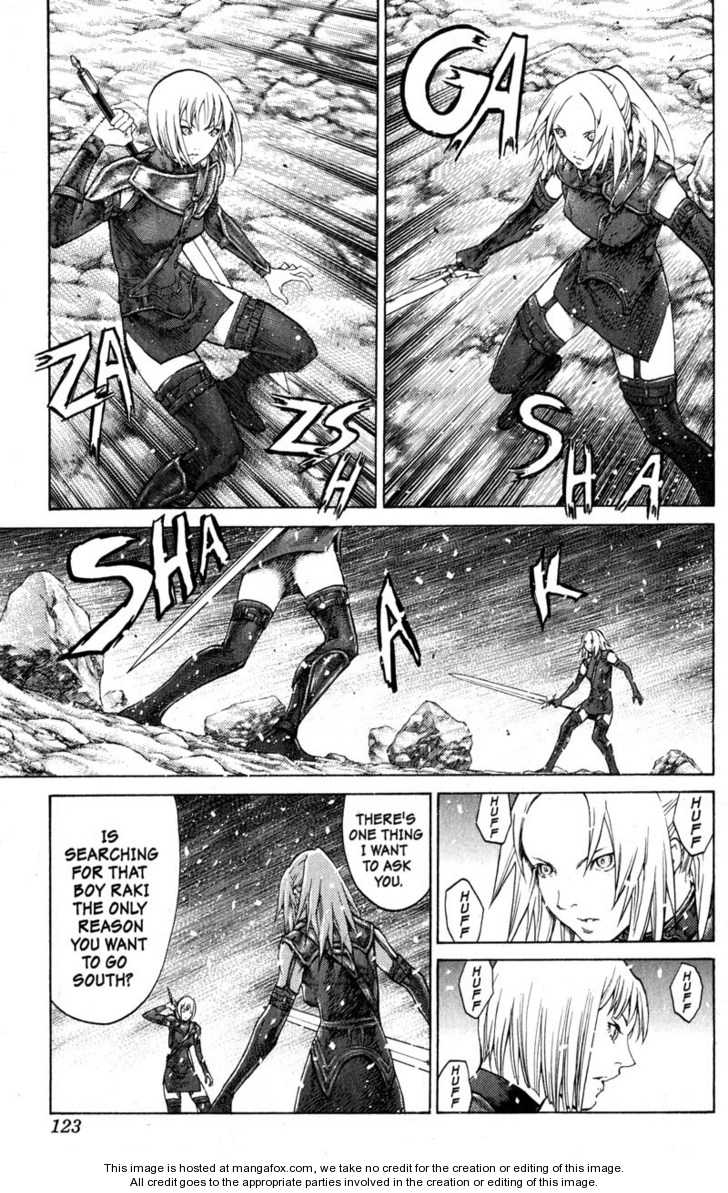 GA
SHA
ZA
ZSH
SHA
A
K
HUFF
HUFF
HUFF
HUFF
HUFF
HUFF
THERE'S
ONE THING
I WANT
TO ASK
YOU.
IS
SEARCHING
FOR THAT
BOY RAKI
THE ONLY
REASON
YOU WANT
TO GO
SOUTH?
123
This image is hosted at mangafox.com, we take no credit for the creation or editing of this image.
All credit goes to the appropriate parties involved in the creation or editing of this image.